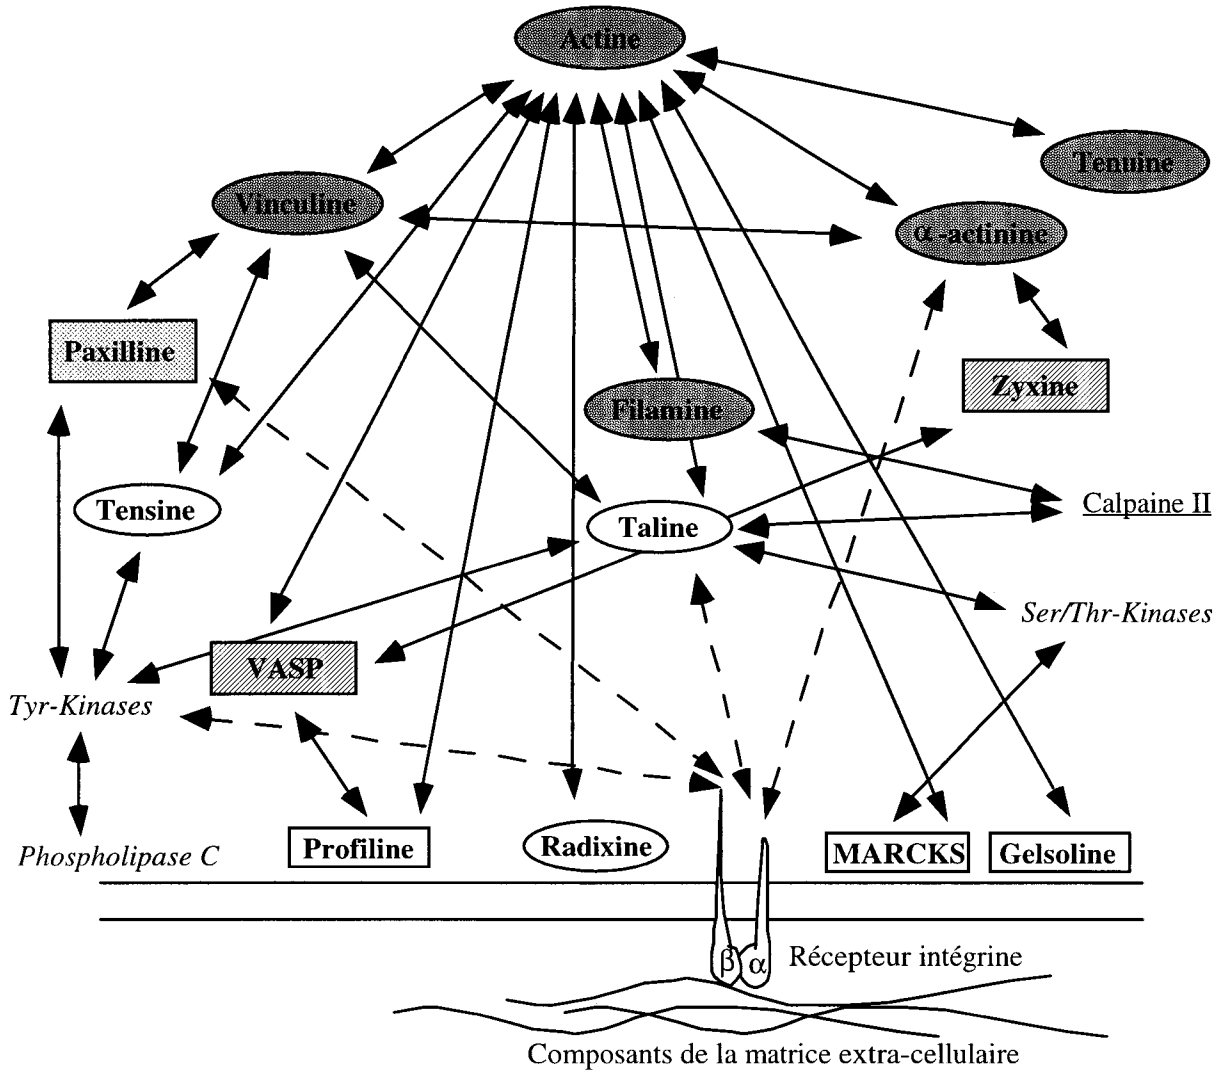 Actine
Tenuine
Vinculine
α-actinine
Paxilline
Zyxine
Filamine
Calpaine II
Tensine
Taline
Ser/Thr-Kinases
VASP
Tyr-Kinases
Phospholipase C
Profiline
Radixine
MARCKS
Gelsoline
β
α
Récepteur intégrine
Composants de la matrice extra-cellulaire